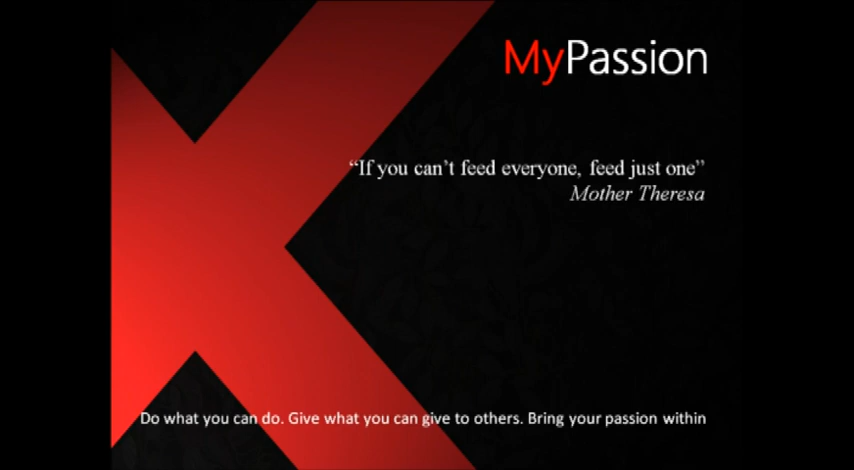 MyPassion
“If you can’t feed everyone, feed just one”
Mother Theresa
Do what you can do. Give what you can give to others. Bring your passion within